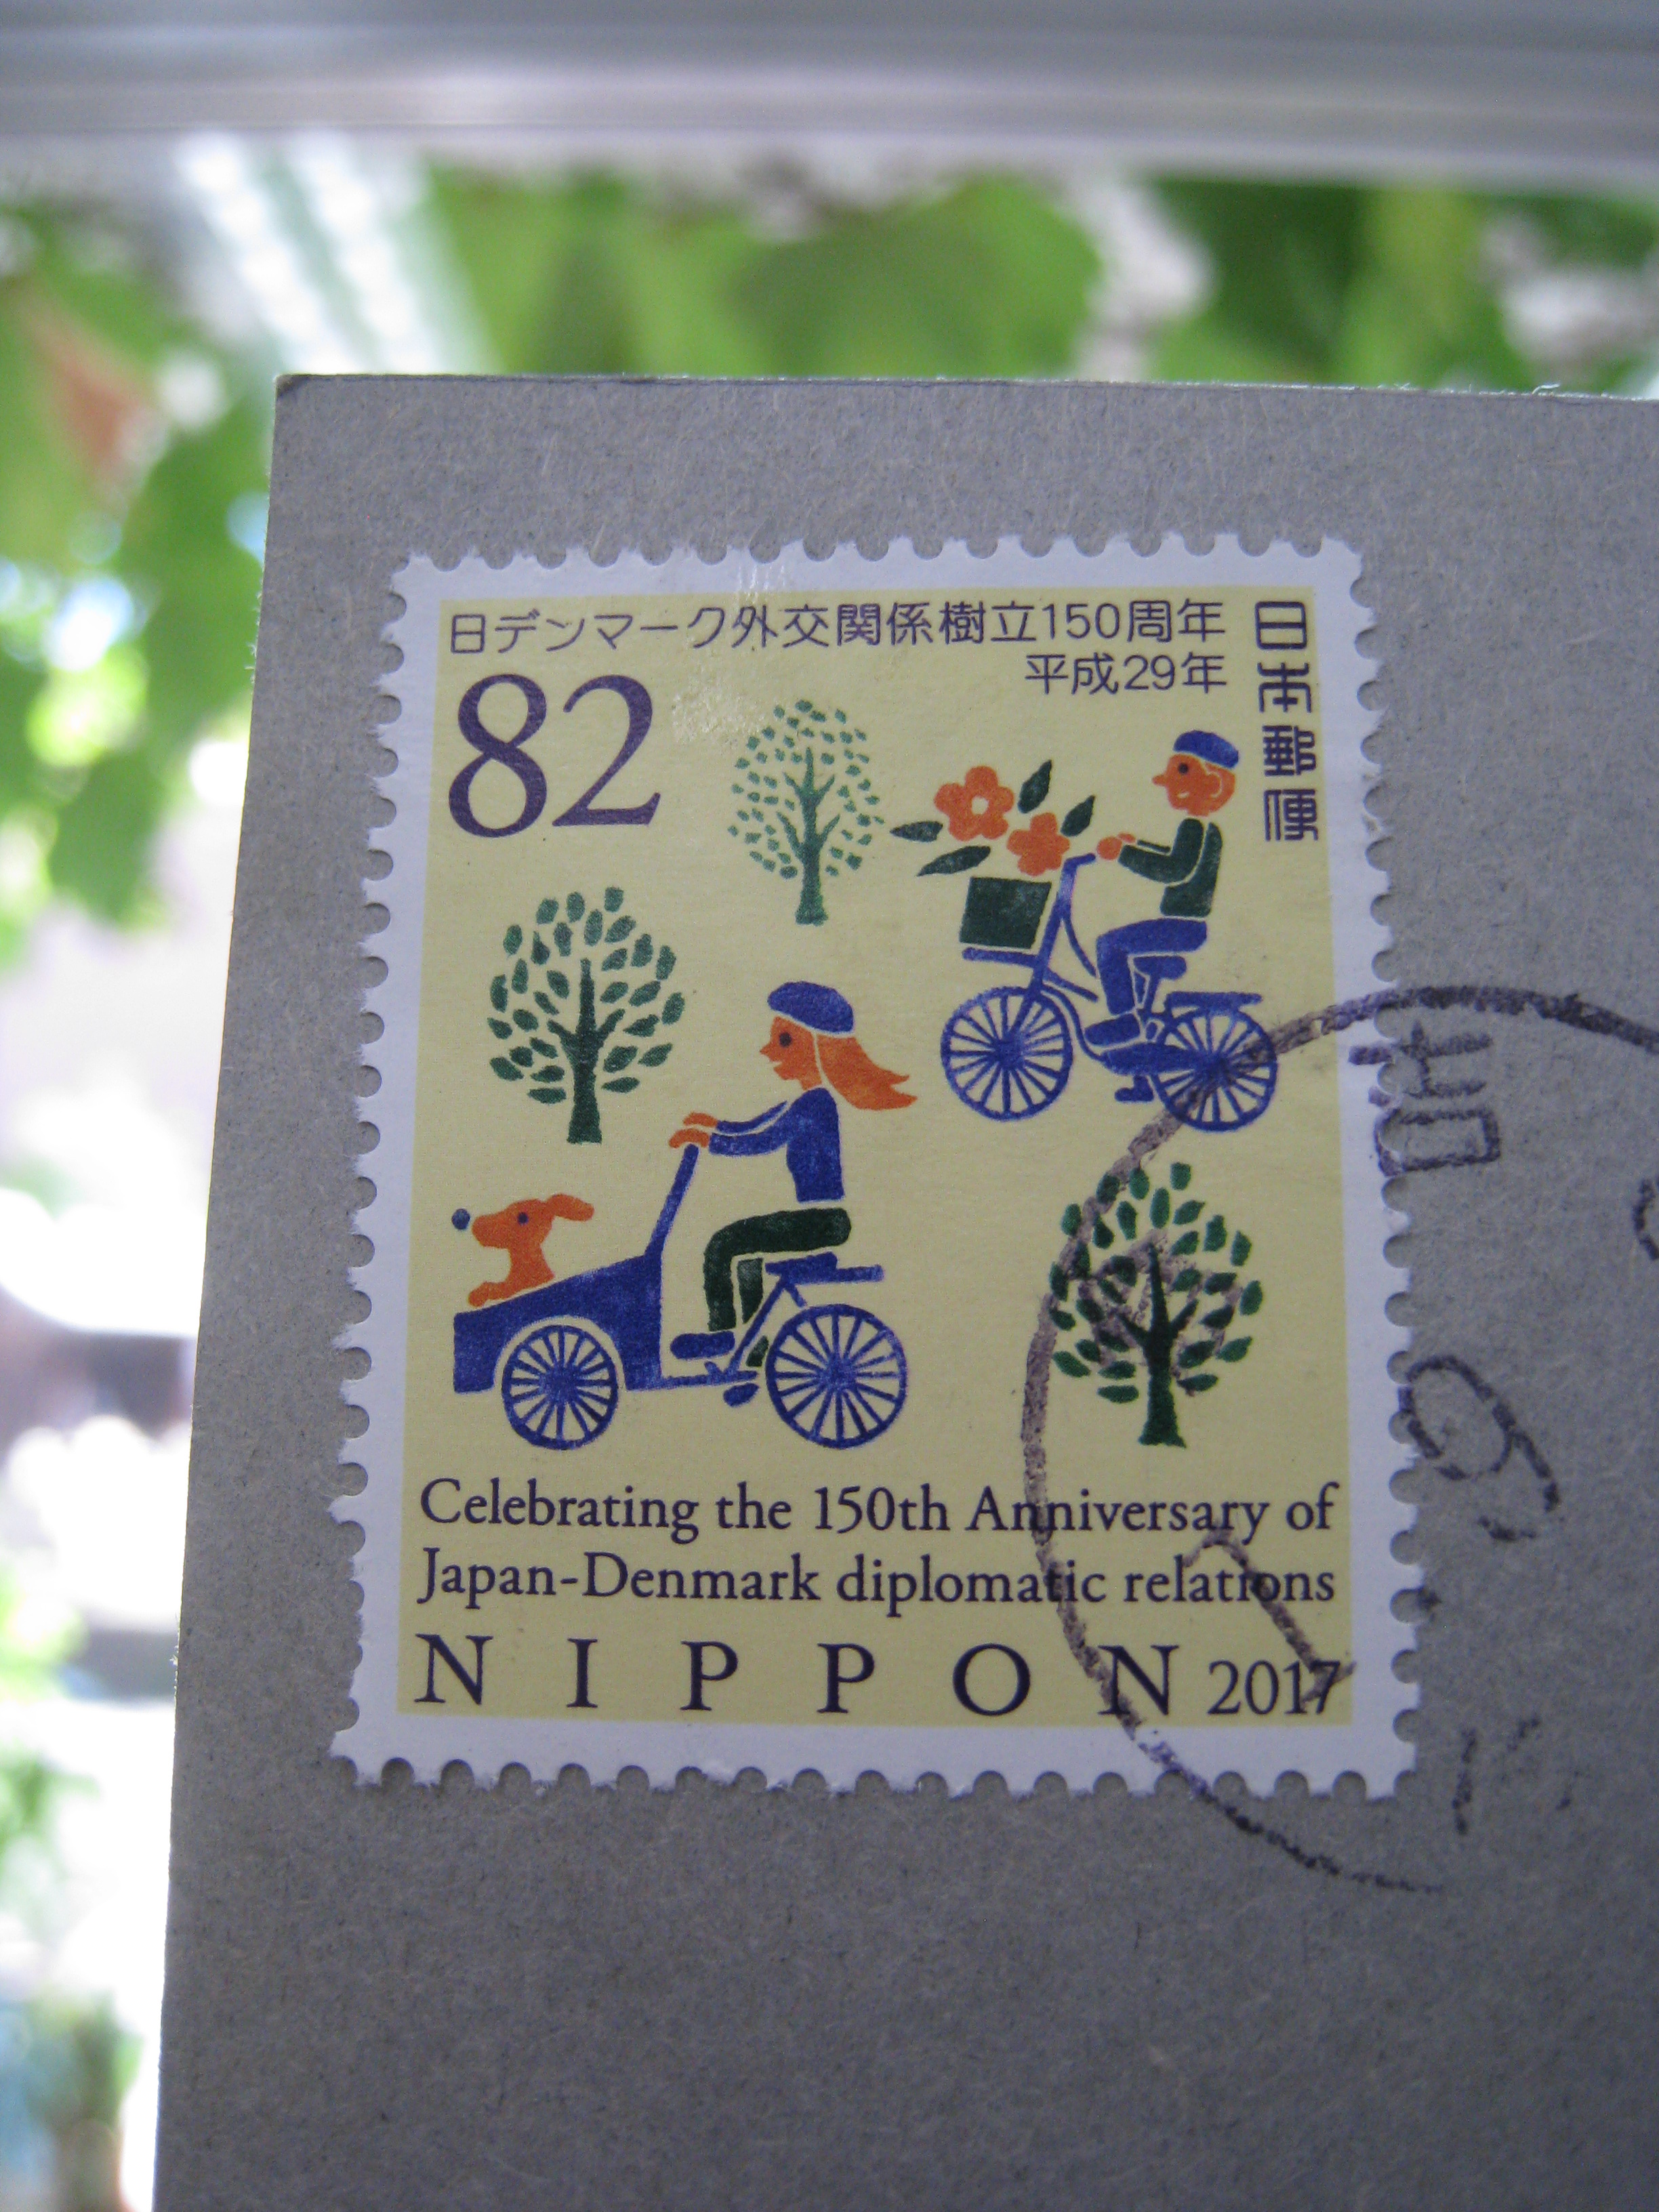 日デンマーク外交関係樹立150周年
平成29年
日本郵便
82
Celebrating the 150th Anniversary of
Japan-Denmark diplomatic relations
NIPPON 2017